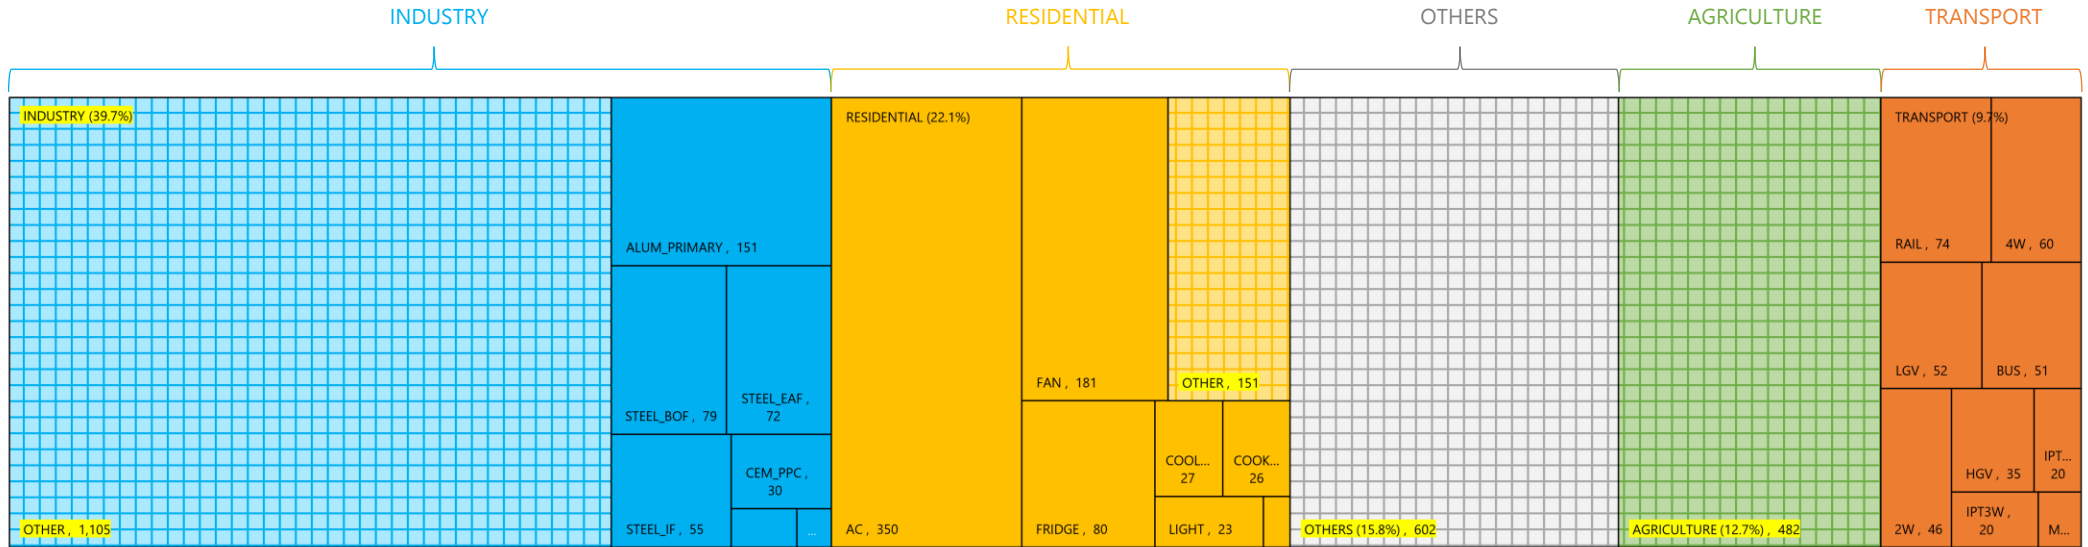 INDUSTRY
RESIDENTIAL
OTHERS
AGRICULTURE
TRANSPORT
INDUSTRY (39.7%)
OTHER , 1,105
ALUM_PRIMARY , 151
STEEL_BOF , 79
STEEL_EAF ,
72
STEEL_IF , 55
CEM_PPC ,
30
...
RESIDENTIAL (22.1%)
AC , 350
FAN , 181
OTHER , 151
FRIDGE , 80
COOL...
27
COOK...
26
LIGHT , 23
OTHERS (15.8%) , 602
AGRICULTURE (12.7%) , 482
TRANSPORT (9.7%)
RAIL , 74
4W , 60
LGV , 52
BUS , 51
2W , 46
HGV , 35
IPT...
20
IPT3W ,
20
M...